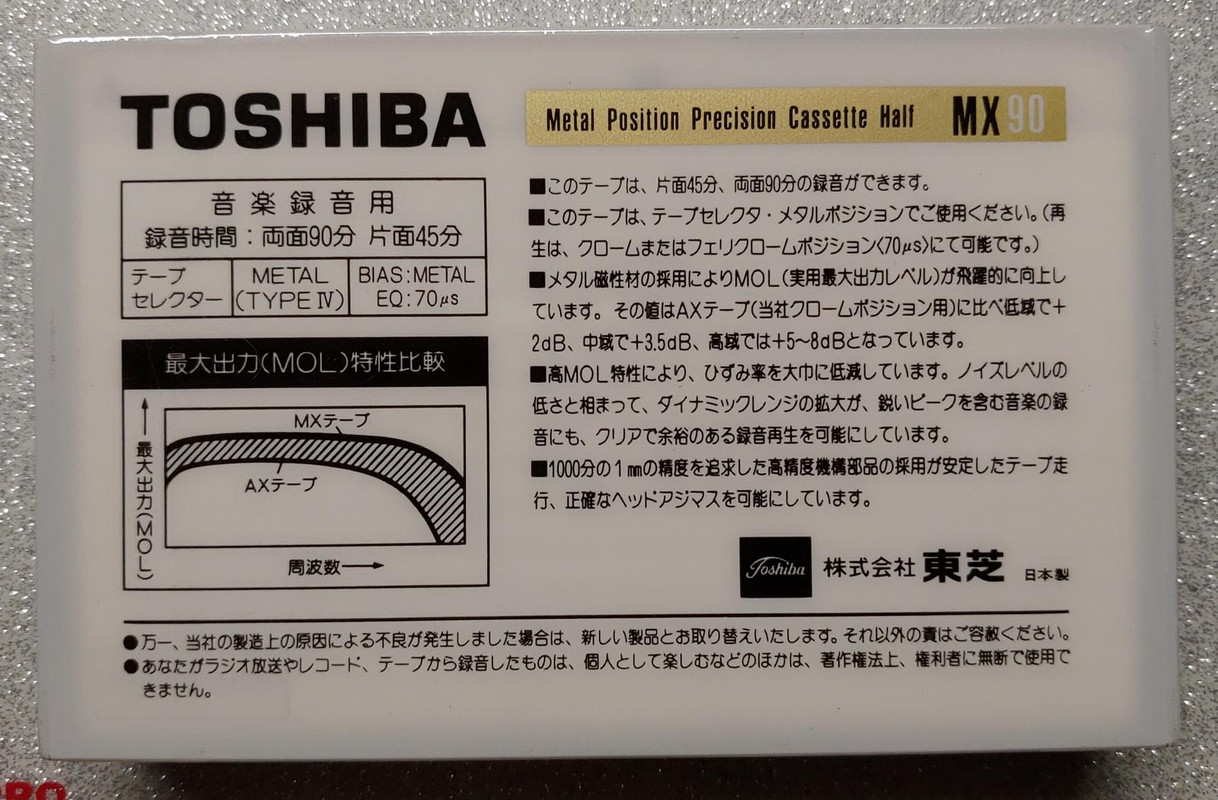 TOSHIBA
Metal Position Precision Cassette Half MX90
音楽録音用
録音時間：両面90分 片面45分
テープ
セレクター
METAL
(TYPE Ⅳ)
BIAS:METAL
EQ:70μs
最大出力(MOL)特性比較
MXテープ
AXテープ
最大出力(MOL)
周波数
■このテープは、片面45分、両面90分の録音ができます。
■このテープは、テープセレクタ・メタルポジションでご使用ください。(再
生は、クロームまたはフェリクロームポジション〈70μs〉にて可能です。)
■メタル磁性材の採用によりMOL(実用最大出力レベル)が飛躍的に向上し
ています。その値はAXテープ(当社クロームポジション用)に比べ低域で+
2dB、中域で+3.5dB、高域では+5〜8dBとなっています。
■高MOL特性により、ひずみ率を大巾に低減しています。ノイズレベルの
低さと相まって、ダイナミックレンジの拡大が、鋭いピークを含む音楽の録
音にも、クリアで余裕のある録音再生を可能にしています。
■1000分の1㎜の精度を追求した高精度機構部品の採用が安定したテープ走
行、正確なヘッドアジマスを可能にしています。
Toshiba 株式会社 東芝 日本製
●万一、当社の製造上の原因による不良が発生しました場合は、新しい製品とお取り替えいたします。それ以外の責はご容赦ください。
●あなたがラジオ放送やレコード、テープから録音したものは、個人として楽しむなどのほかは、著作権法上、権利者に無断で使用で
きません。